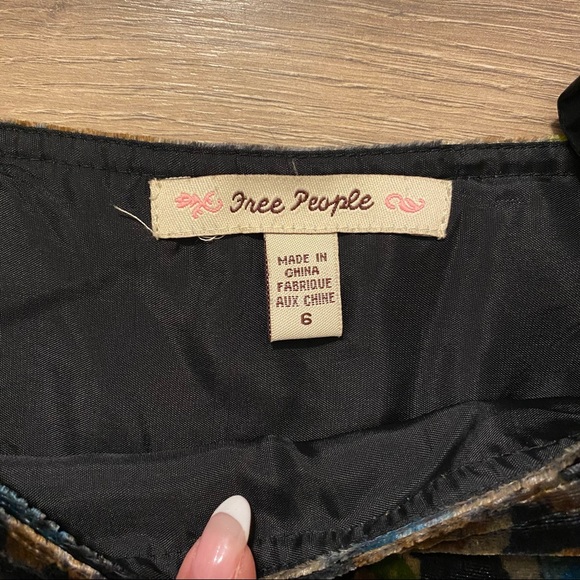 Free People
MADE IN
CHINA
FABRIQUE
AUX CHINE
6